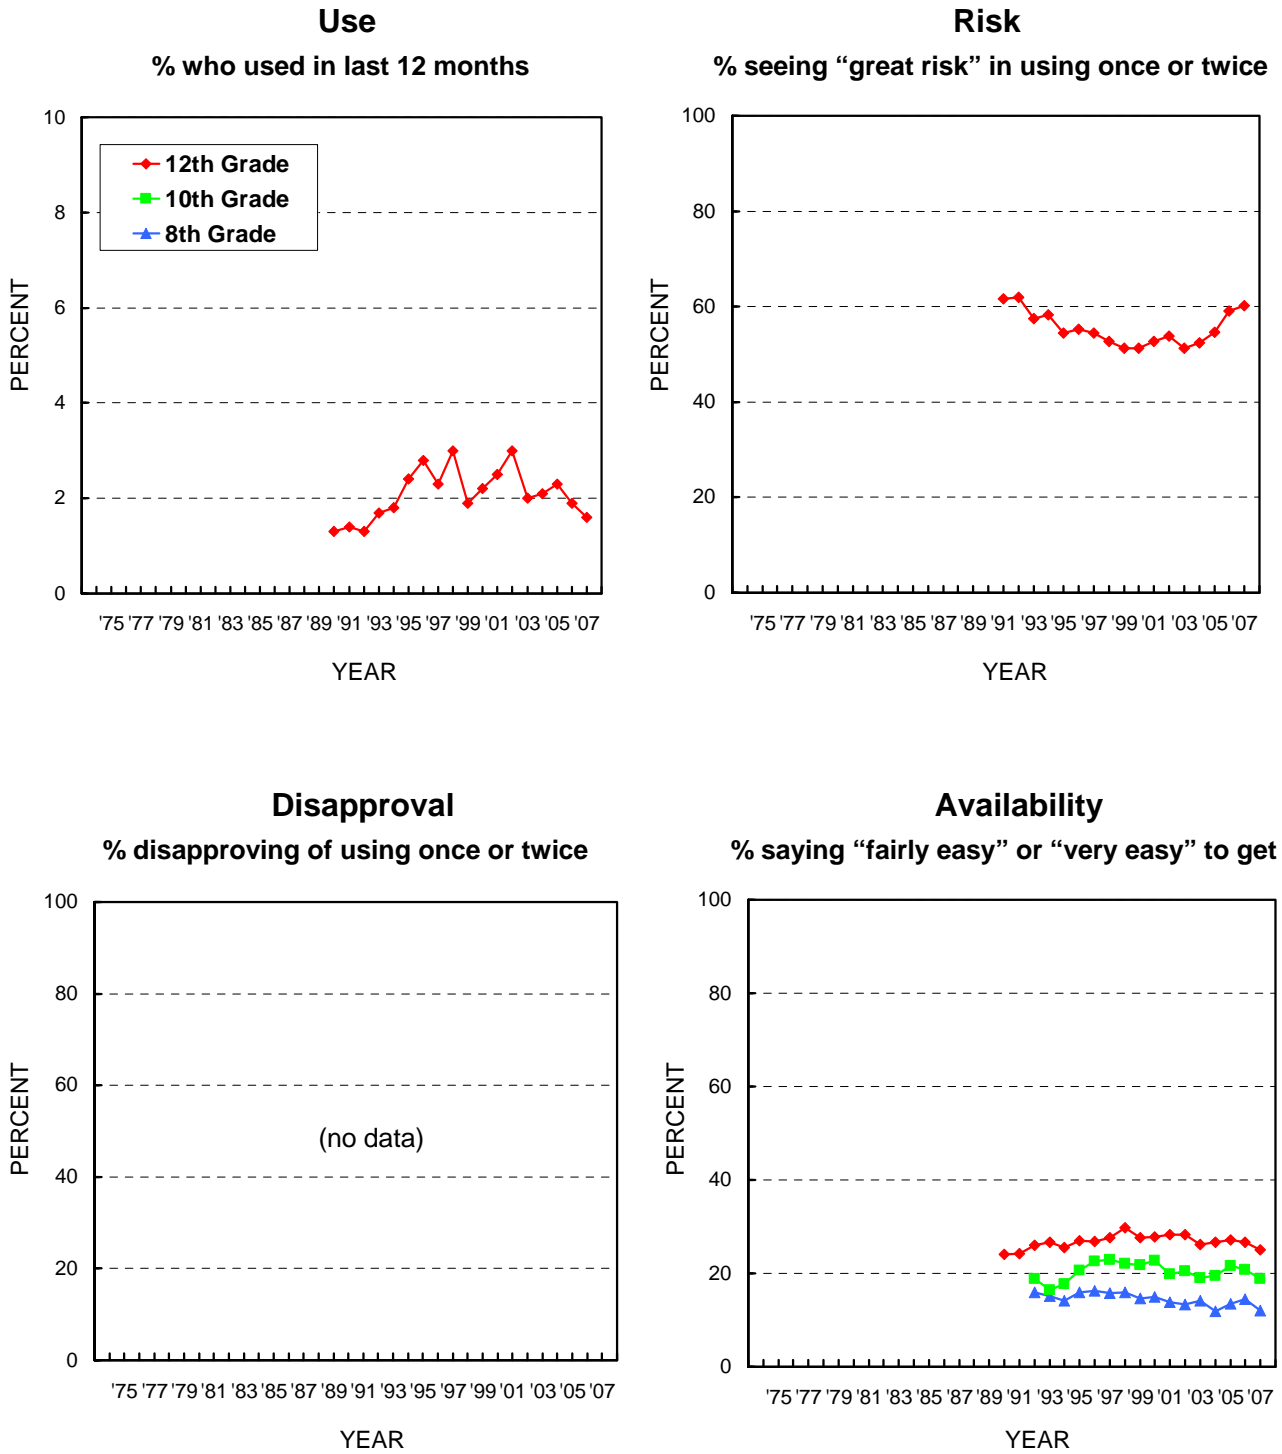 Use
% who used in last 12 months
10
8
6
4
2
0
PERCENT
12th Grade
10th Grade
8th Grade
'75 '77 '79 '81 '83 '85 '87 '89 '91 '93 '95 '97 '99 '01 '03 '05 '07
YEAR
Risk
% seeing “great risk” in using once or twice
100
80
60
40
20
0
PERCENT
'75 '77 '79 '81 '83 '85 '87 '89 '91 '93 '95 '97 '99 '01 '03 '05 '07
YEAR
Disapproval
% disapproving of using once or twice
100
80
60
40
20
0
PERCENT
(no data)
'75 '77 '79 '81 '83 '85 '87 '89 '91 '93 '95 '97 '99 '01 '03 '05 '07
YEAR
Availability
% saying “fairly easy” or “very easy” to get
100
80
60
40
20
0
PERCENT
'75 '77 '79 '81 '83 '85 '87 '89 '91 '93 '95 '97 '99 '01 '03 '05 '07
YEAR